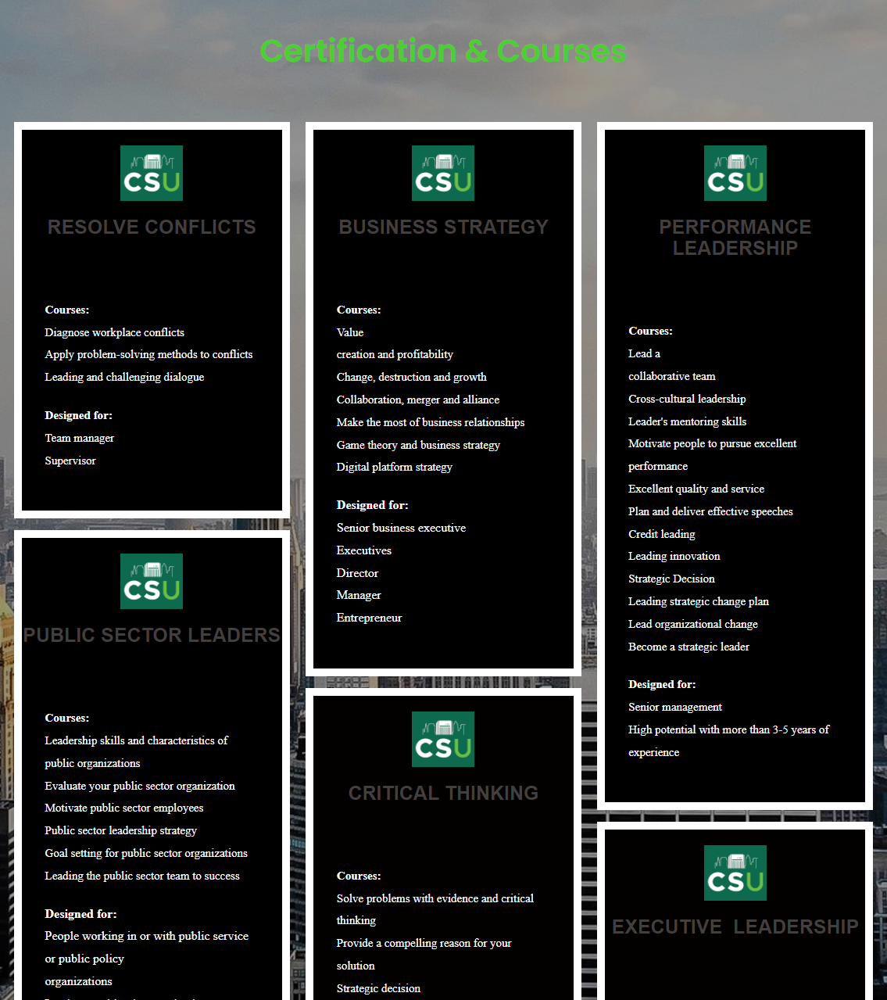 Certification & Courses
CSU
RESOLVE CONFLICTS
Courses:
Diagnose workplace conflicts
Apply problem-solving methods to conflicts
Leading and challenging dialogue
Designed for:
Team manager
Supervisor
CSU
PUBLIC SECTOR LEADERS
Courses:
Leadership skills and characteristics of
public organizations
Evaluate your public sector organization
Motivate public sector employees
Public sector leadership strategy
Goal setting for public sector organizations
Leading the public sector team to success
Designed for:
People working in or with public service
or public policy
organizations
CSU
BUSINESS STRATEGY
Courses:
Value
creation and profitability
Change, destruction and growth
Collaboration, merger and alliance
Make the most of business relationships
Game theory and business strategy
Digital platform strategy
Designed for:
Senior business executive
Executives
Director
Manager
Entrepreneur
CSU
CRITICAL THINKING
Courses:
Solve problems with evidence and critical
thinking
Provide a compelling reason for your
solution
Strategic decision
CSU
PERFORMANCE
LEADERSHIP
Courses:
Lead a
collaborative team
Cross-cultural leadership
Leader's mentoring skills
Motivate people to pursue excellent
performance
Excellent quality and service
Plan and deliver effective speeches
Credit leading
Leading innovation
Strategic Decision
Leading strategic change plan
Lead organizational change
Become a strategic leader
Designed for:
Senior management
High potential with more than 3-5 years of
experience
CSU
EXECUTIVE LEADERSHIP